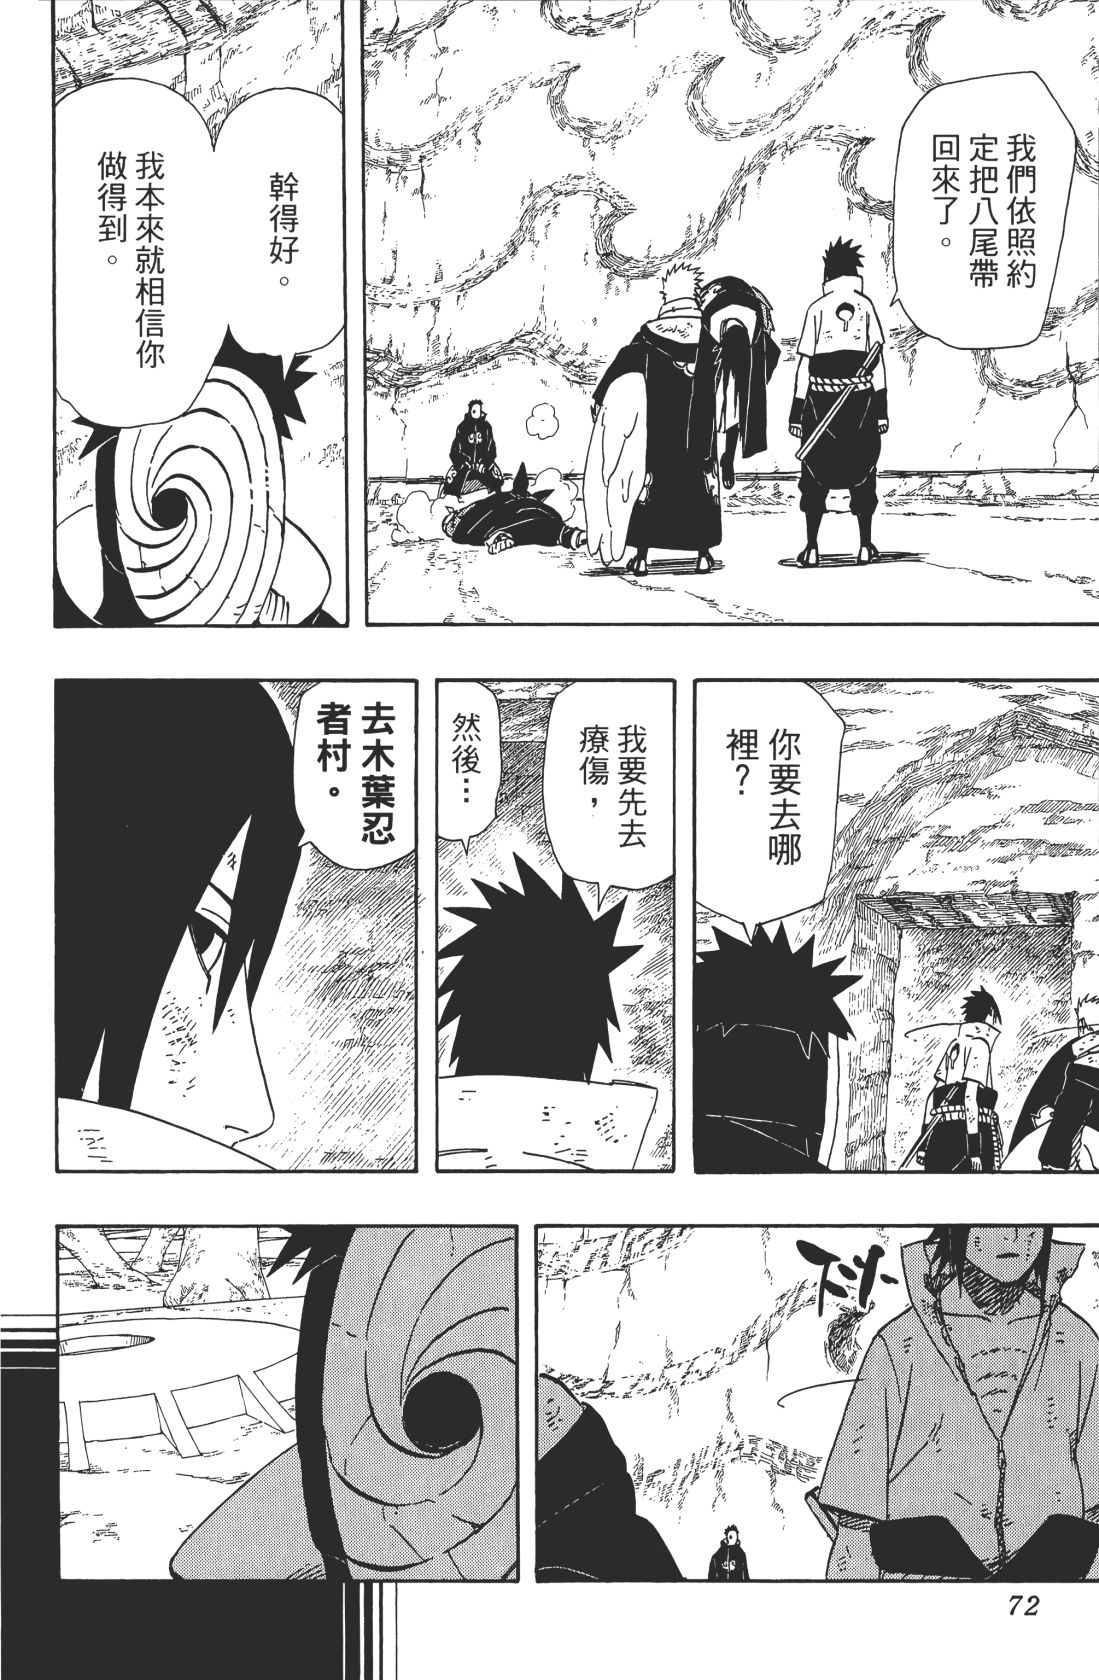 我們依照約
定把八尾帶
回來了。
幹得好。
我本來就相信你
做得到。
你要去哪
裡？
我要先去
療傷，
然後…
去木葉忍
者村。
72